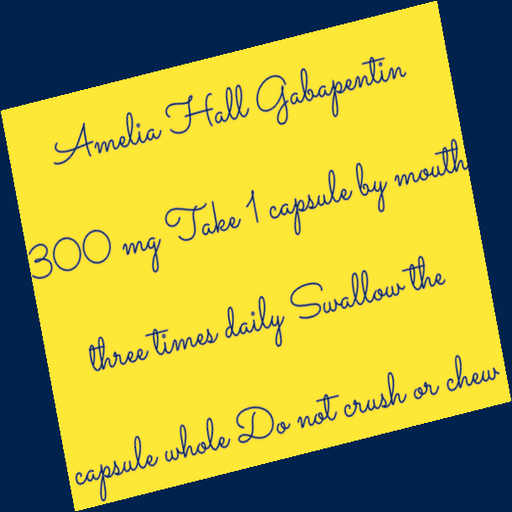 Amelia Hall Gabapentin
300 mg Take 1 capsule by mouth
three times daily Swallow the
capsule whole Do not crush or chew